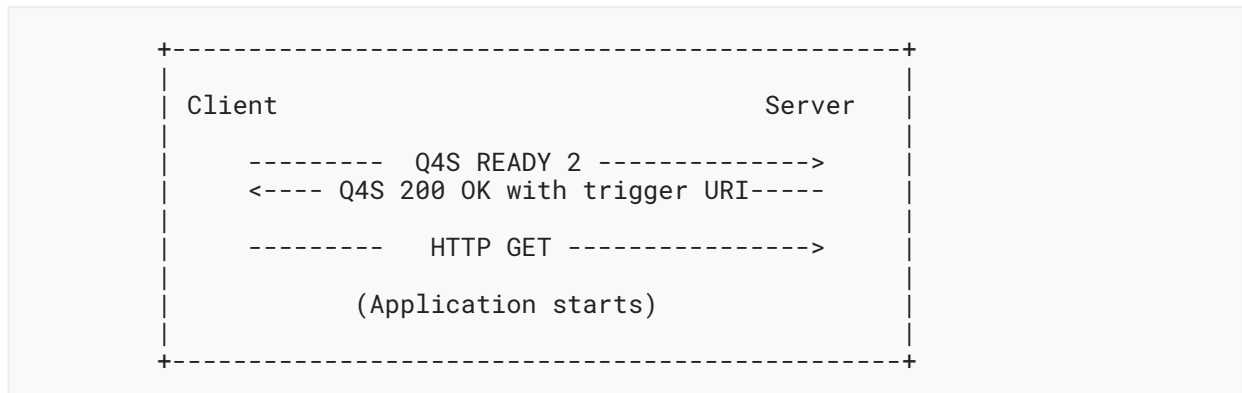 +------------------------------------------------+
|                                                |
| Client                                Server   |
|                                                |
|     ---------  Q4S READY 2 -------------->     |
|     <---- Q4S 200 OK with trigger URI-----     |
|                                                |
|     ---------   HTTP GET ---------------->     |
|                                                |
|            (Application starts)                |
|                                                |
+------------------------------------------------+